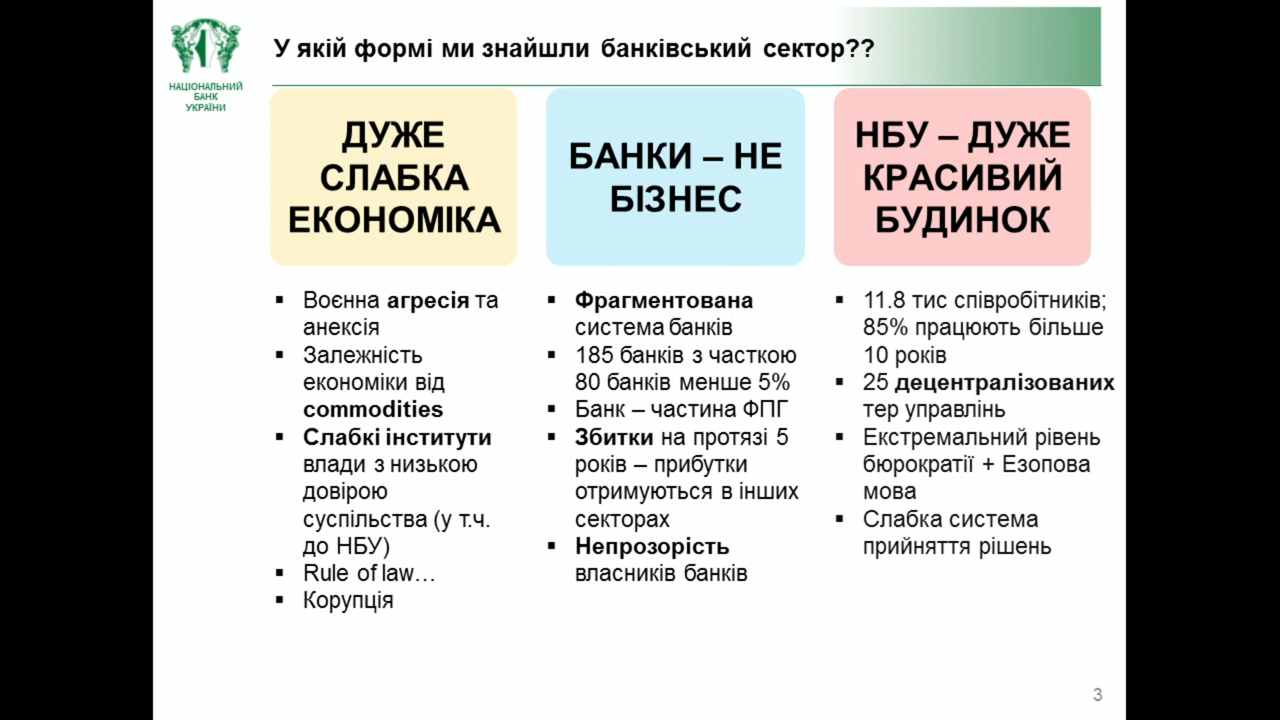 НАЦІОНАЛЬНИЙ
БАНК
УКРАЇНИ
У якій формі ми знайшли банківський сектор??
ДУЖЕ
СЛАБКА
ЕКОНОМІКА
▪ Воєнна агресія та
анексія
▪ Залежність
економіки від
commodities
▪ Слабкі інститути
влади з низькою
довірою
суспільства (у т.ч.
до НБУ)
▪ Rule of law…
▪ Корупція
БАНКИ – НЕ
БІЗНЕС
▪ Фрагментована
система банків
▪ 185 банків з часткою
80 банків менше 5%
▪ Банк – частина ФПГ
▪ Збитки на протязі 5
років – прибутки
отримуються в інших
секторах
▪ Непрозорість
власників банків
НБУ – ДУЖЕ
КРАСИВИЙ
БУДИНОК
▪ 11.8 тис співробітників;
85% працюють більше
10 років
▪ 25 децентралізованих
тер управлінь
▪ Екстремальний рівень
бюрократії + Езопова
мова
▪ Слабка система
прийняття рішень
3